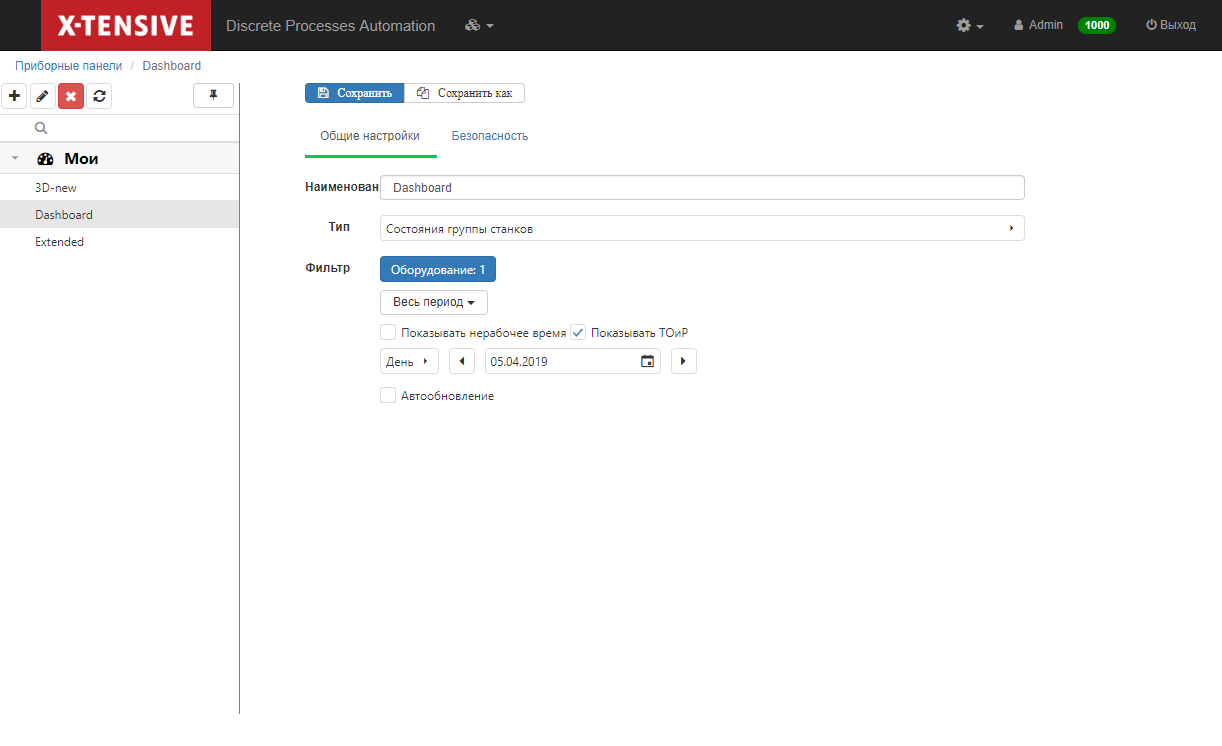 X-TENSIVE Discrete Processes Automation Admin 1000 Выход
Приборные панели / Dashboard
Сохранить Сохранить как
Общие настройки Безопасность
Мои
3D-new
Dashboard
Extended
Наименован Dashboard
Тип Состояния группы станков
Фильтр Оборудование: 1
Весь период
Показывать нерабочее время Показывать ТОиР
День 05.04.2019
Автообновление